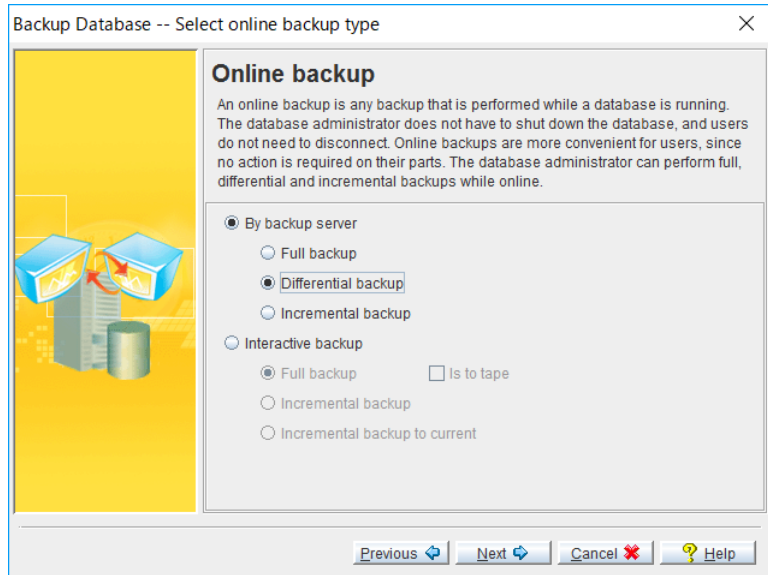 Backup Database -- Select online backup type
Online backup
An online backup is any backup that is performed while a database is running.
The database administrator does not have to shut down the database, and users
do not need to disconnect. Online backups are more convenient for users, since
no action is required on their parts. The database administrator can perform full,
differential and incremental backups while online.
By backup server
Full backup
Differential backup
Incremental backup
Interactive backup
Full backup Is to tape
Incremental backup
Incremental backup to current
Previous Next Cancel Help